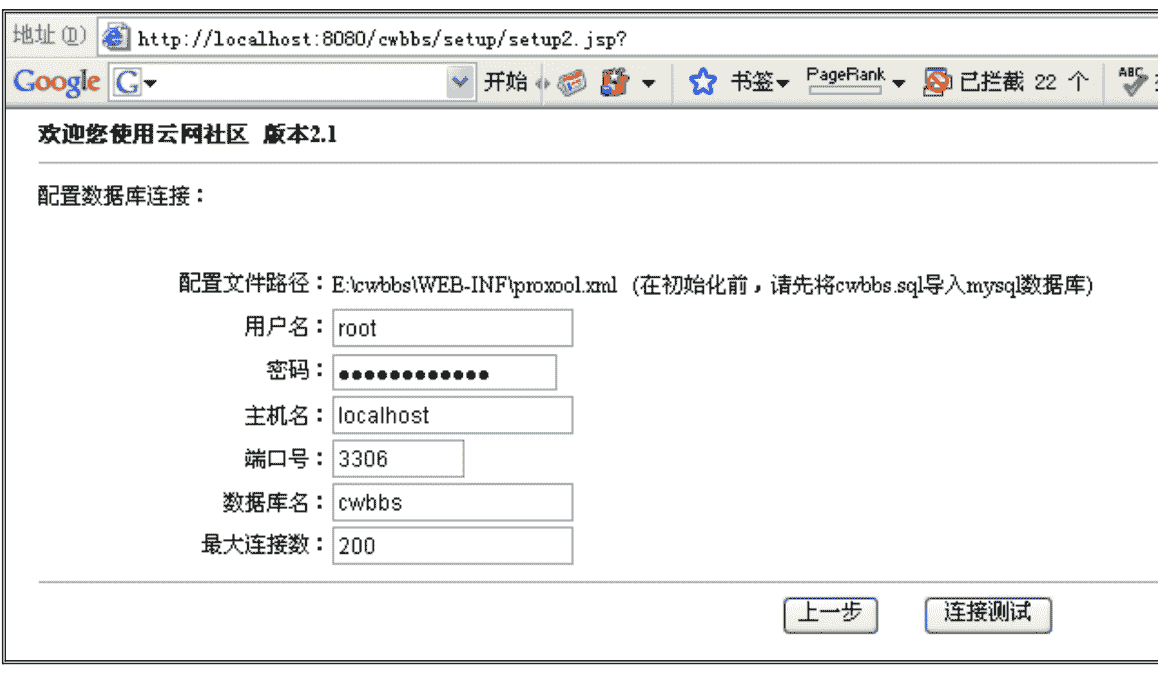 地址(D) http://localhost:8080/cwbbs/setup/setup2.jsp?
Google G 开始 书签 PageRank 已拦截 22 个 ABC
欢迎您使用云网社区 版本2.1
配置数据库连接：
配置文件路径：E:\cwbbs\WEB-INF\proxool.xml (在初始化前，请先将cwbbs.sql导入mysql数据库)
用户名：root
密码：●●●●●●●●●●●●
主机名：localhost
端口号：3306
数据库名：cwbbs
最大连接数：200
上一步 连接测试